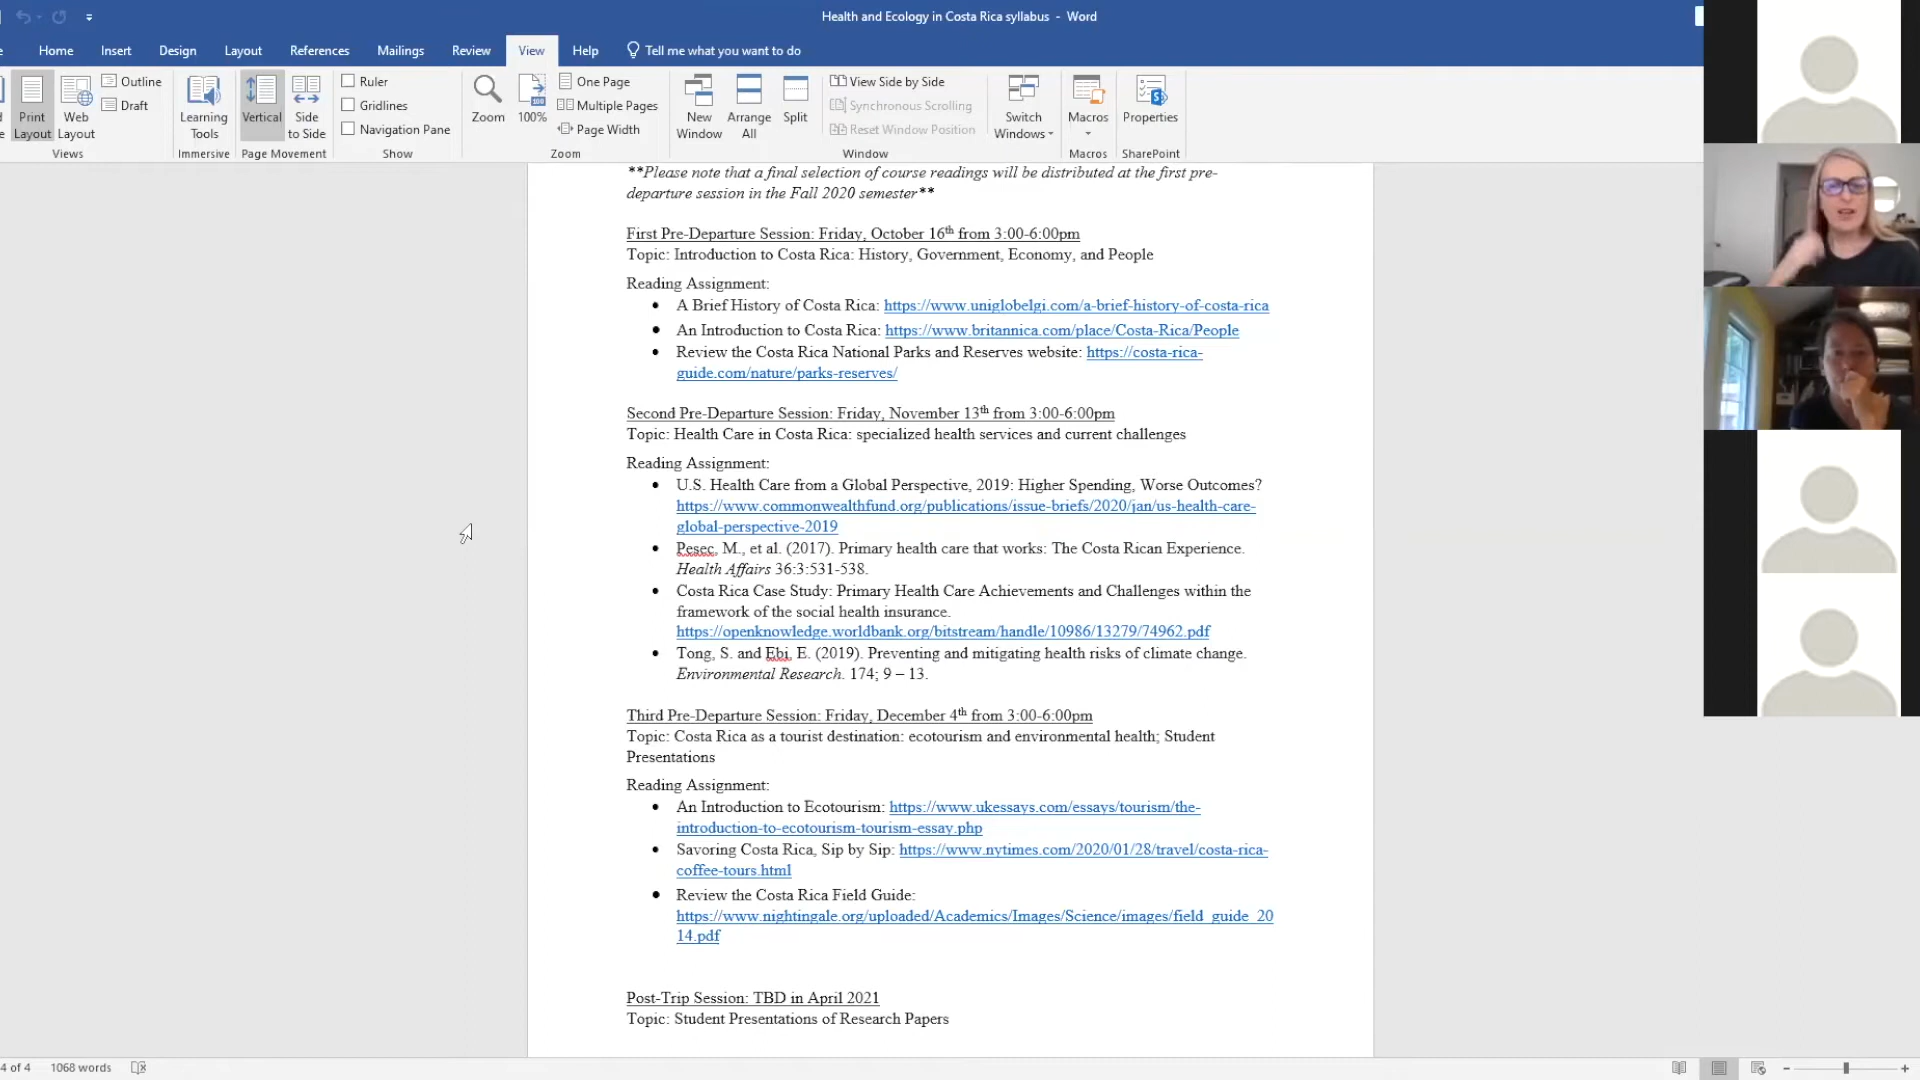 Health and Ecology in Costa Rica syllabus - Word
Home Insert Design Layout References Mailings Review View Help Tell me what you want to do
Print Layout
Web Layout
Outline
Draft
Views
Learning Tools
Immersive
Vertical
Side to Side
Page Movement
Ruler
Gridlines
Navigation Pane
Show
Zoom
100%
One Page
Multiple Pages
Page Width
Zoom
New Window
Arrange All
Split
View Side by Side
Synchronous Scrolling
Reset Window Position
Window
Switch Windows
Macros
Macros
Properties
SharePoint
**Please note that a final selection of course readings will be distributed at the first pre-
departure session in the Fall 2020 semester**
First Pre-Departure Session: Friday, October 16th from 3:00-6:00pm
Topic: Introduction to Costa Rica: History, Government, Economy, and People
Reading Assignment:
• A Brief History of Costa Rica: https://www.uniglobelgi.com/a-brief-history-of-costa-rica
• An Introduction to Costa Rica: https://www.britannica.com/place/Costa-Rica/People
• Review the Costa Rica National Parks and Reserves website: https://costa-rica-
guide.com/nature/parks-reserves/
Second Pre-Departure Session: Friday, November 13th from 3:00-6:00pm
Topic: Health Care in Costa Rica: specialized health services and current challenges
Reading Assignment:
• U.S. Health Care from a Global Perspective, 2019: Higher Spending, Worse Outcomes?
https://www.commonwealthfund.org/publications/issue-briefs/2020/jan/us-health-care-
global-perspective-2019
• Pesec, M., et al. (2017). Primary health care that works: The Costa Rican Experience.
Health Affairs 36:3:531-538.
• Costa Rica Case Study: Primary Health Care Achievements and Challenges within the
framework of the social health insurance.
https://openknowledge.worldbank.org/bitstream/handle/10986/13279/74962.pdf
• Tong, S. and Ebi, E. (2019). Preventing and mitigating health risks of climate change.
Environmental Research. 174; 9 – 13.
Third Pre-Departure Session: Friday, December 4th from 3:00-6:00pm
Topic: Costa Rica as a tourist destination: ecotourism and environmental health; Student
Presentations
Reading Assignment:
• An Introduction to Ecotourism: https://www.ukessays.com/essays/tourism/the-
introduction-to-ecotourism-tourism-essay.php
• Savoring Costa Rica, Sip by Sip: https://www.nytimes.com/2020/01/28/travel/costa-rica-
coffee-tours.html
• Review the Costa Rica Field Guide:
https://www.nightingale.org/uploaded/Academics/Images/Science/images/field_guide_20
14.pdf
Post-Trip Session: TBD in April 2021
Topic: Student Presentations of Research Papers
4 of 4 1068 words